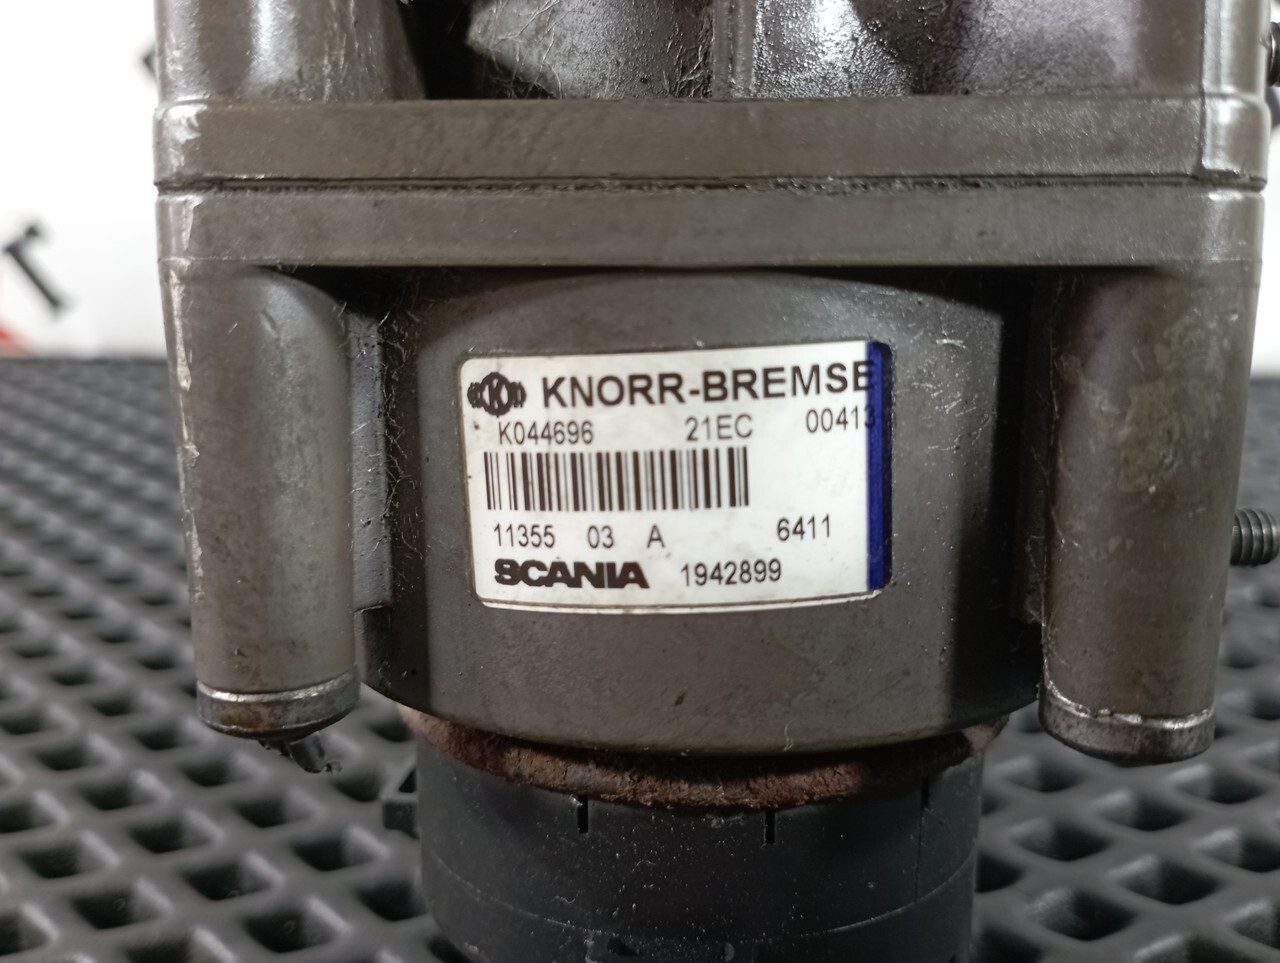 K KNORR-BREMSE
K044696 21EC 00413
11355 03 A 6411
SCANIA 1942899